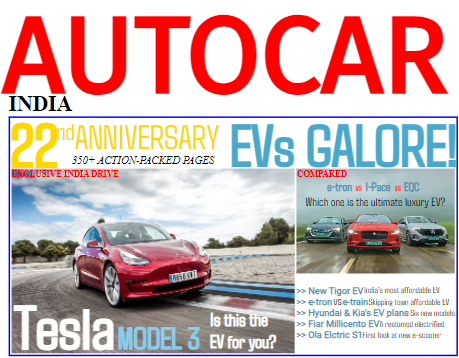 AUTOCAR
INDIA
22nd ANNIVERSARY
350+ ACTION-PACKED PAGES
EVs GALORE!
EXCLUSIVE INDIA DRIVE
COMPARED
e-tron vs I-Pace vs EQC
Which one is the ultimate luxury EV?
>> New Tigor EV India's most affordable EV
>> e-tron VS e-train Skipping town affordable EV
>> Hyundai & Kia's EV plans Six new models
>> Fiar Millicento EV A restomod electrified
>> Ola Elctric S1 First look at new e-scooter
Tesla MODEL 3
Is this the
EV for you?